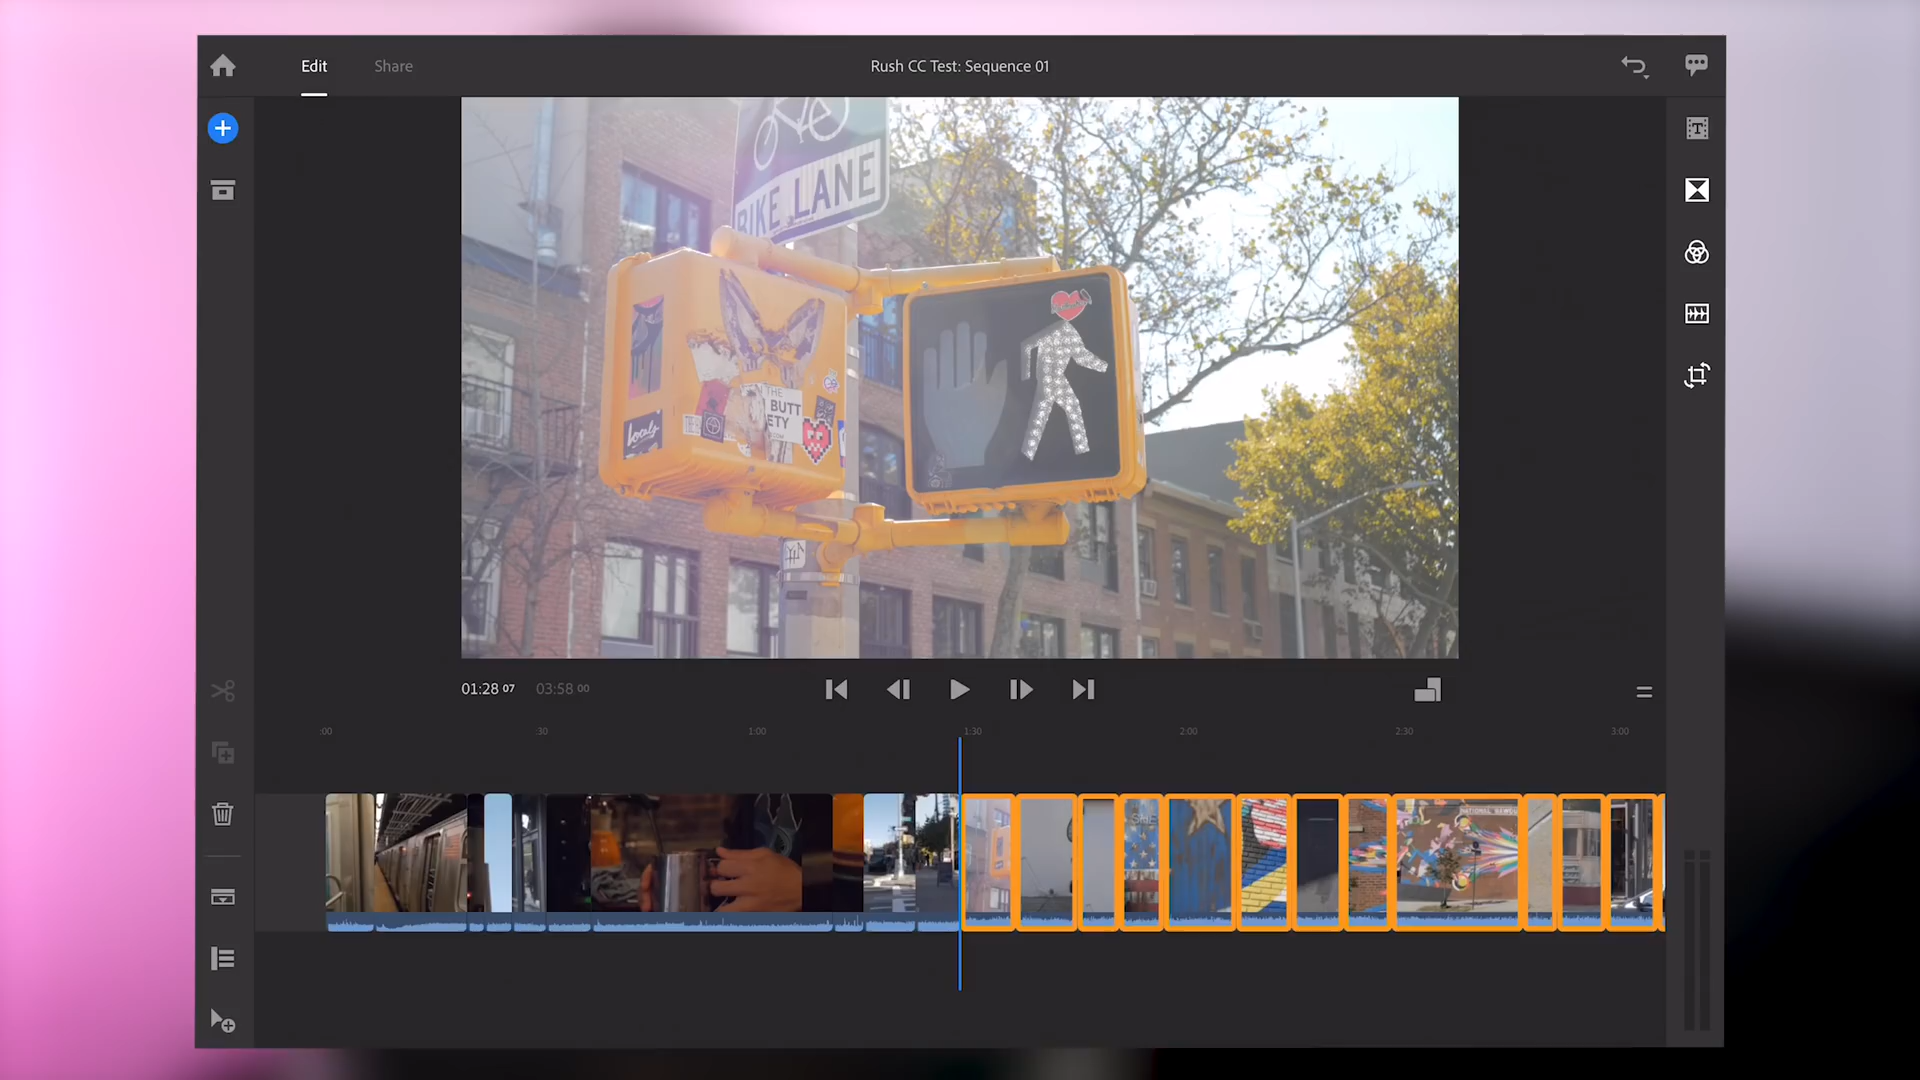 Edit
Share
Rush CC Test: Sequence 01
BIKE LANE
THE
BUTT
ETY
locals
01:28 07
03:58 00
:00
:30
1:00
1:30
2:00
2:30
3:00